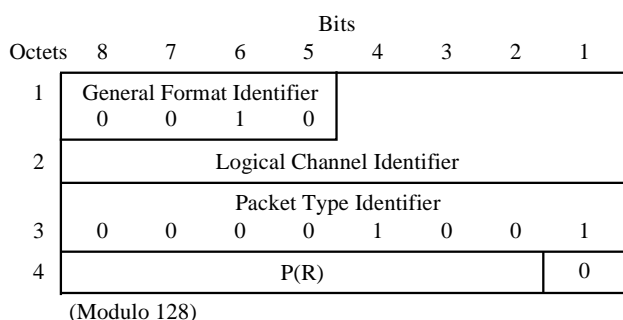 Bits
Octets 8 7 6 5 4 3 2 1
1 General Format Identifier
0 0 1 0
2 Logical Channel Identifier
Packet Type Identifier
3 0 0 0 0 1 0 0 1
4 P(R) 0
(Modulo 128)